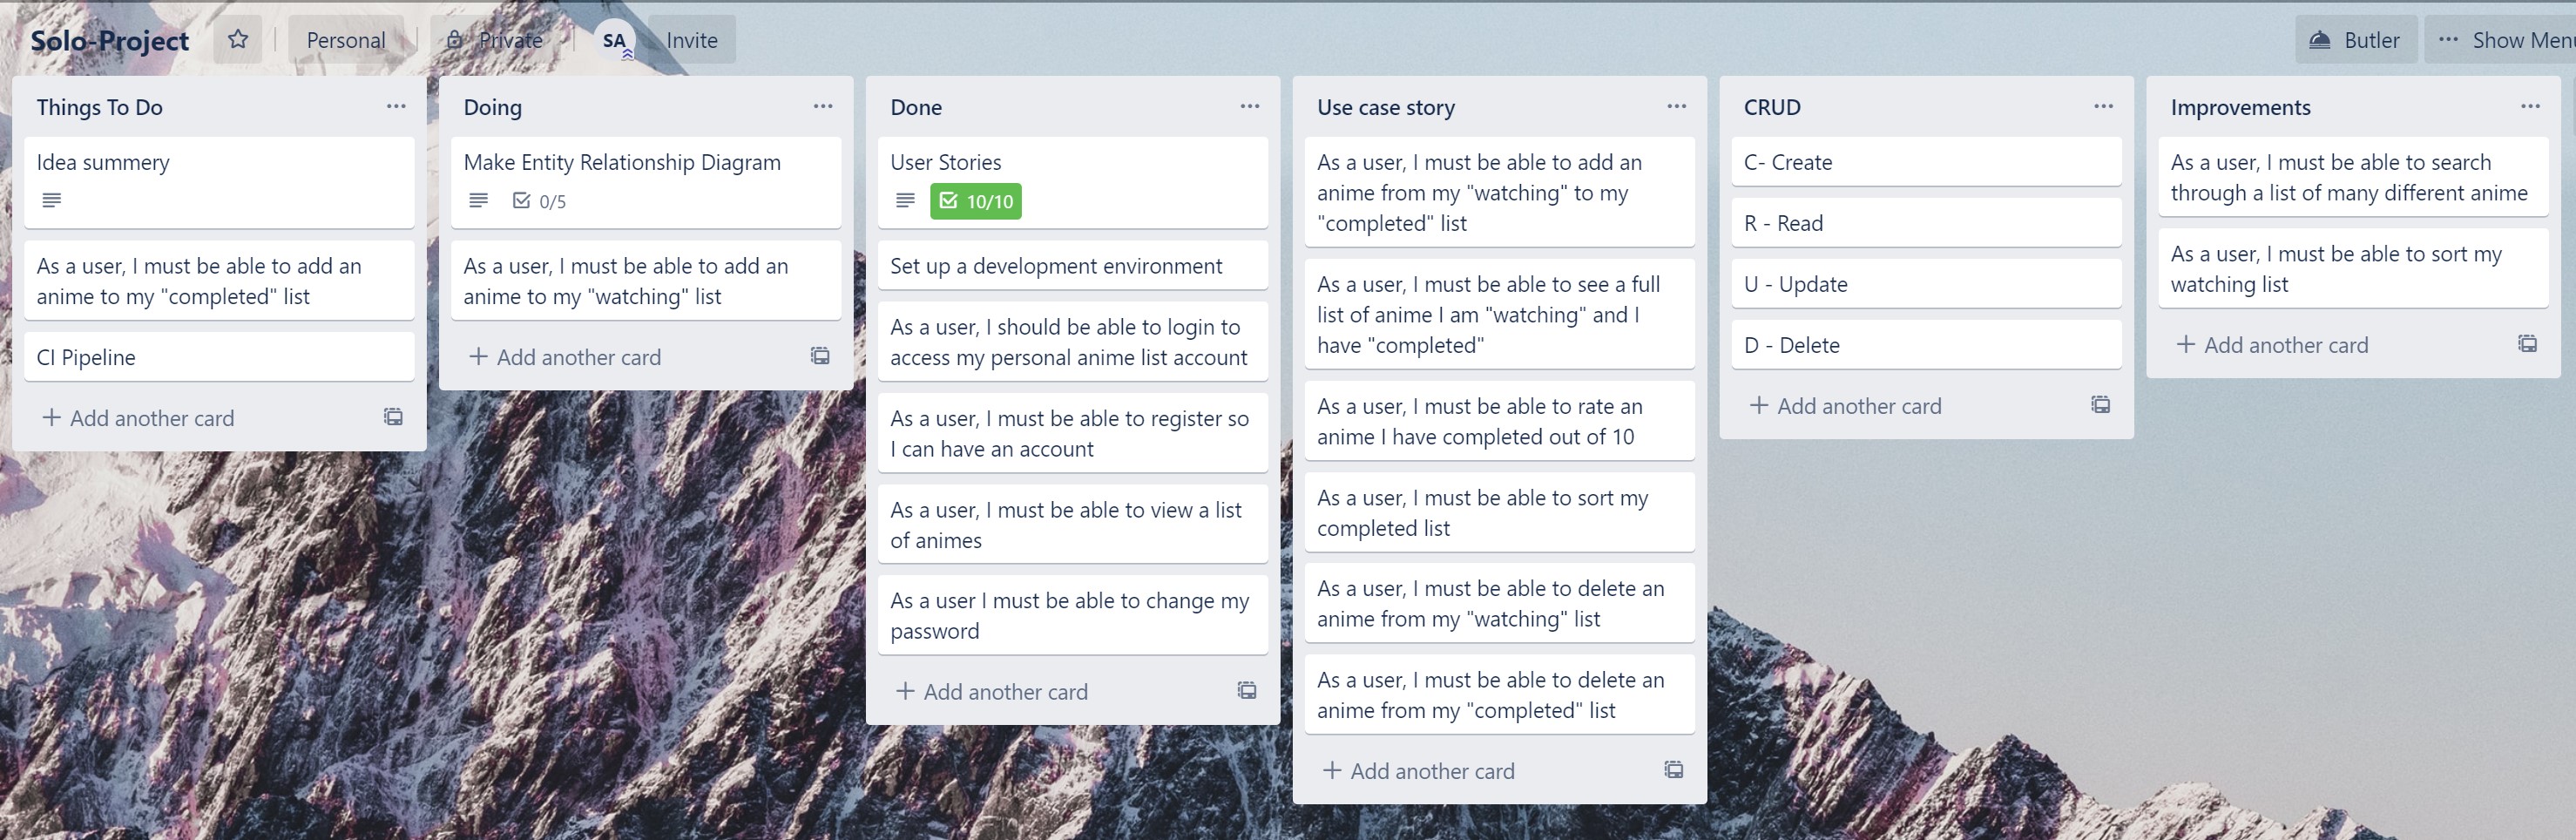 Solo-Project
Personal
Private
SA
Invite
Butler
Show Menu
Things To Do
Idea summery
As a user, I must be able to add an
anime to my "completed" list
CI Pipeline
Add another card
Doing
Make Entity Relationship Diagram
0/5
As a user, I must be able to add an
anime to my "watching" list
Add another card
Done
User Stories
10/10
Set up a development environment
As a user, I should be able to login to
access my personal anime list account
As a user, I must be able to register so
I can have an account
As a user, I must be able to view a list
of animes
As a user I must be able to change my
password
Add another card
Use case story
As a user, I must be able to add an
anime from my "watching" to my
"completed" list
As a user, I must be able to see a full
list of anime I am "watching" and I
have "completed"
As a user, I must be able to rate an
anime I have completed out of 10
As a user, I must be able to sort my
completed list
As a user, I must be able to delete an
anime from my "watching" list
As a user, I must be able to delete an
anime from my "completed" list
Add another card
CRUD
C- Create
R - Read
U - Update
D - Delete
Add another card
Improvements
As a user, I must be able to search
through a list of many different anime
As a user, I must be able to sort my
watching list
Add another card